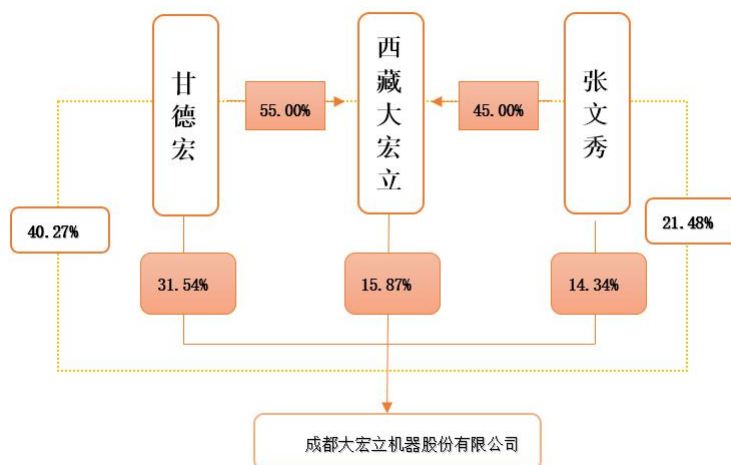 甘德宏
西藏大宏立
张文秀
55.00%
45.00%
40.27%
21.48%
31.54%
15.87%
14.34%
成都大宏立机器股份有限公司